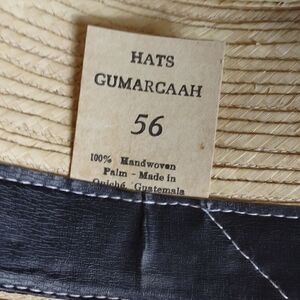 HATS
GUMARCAAH
56
100% Handwoven
Palm - Made in
Quiché, Guatemala